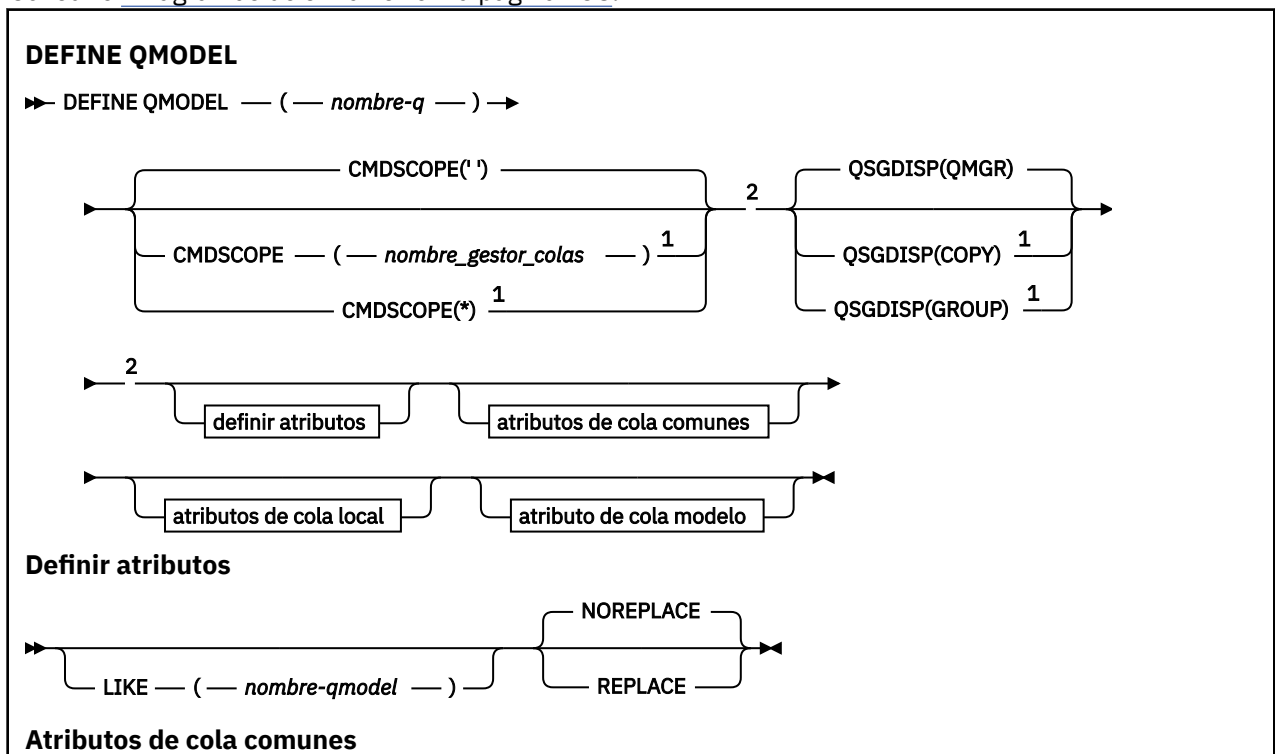 DEFINE QMODEL
DEFINE QMODEL ( nombre-q )
CMDSCOPE(' ')
CMDSCOPE ( nombre_gestor_colas ) 1
CMDSCOPE(*) 1
2
QSGDISP(QMGR)
QSGDISP(COPY) 1
QSGDISP(GROUP) 1
2
definir atributos
atributos de cola comunes
atributos de cola local
atributo de cola modelo
Definir atributos
LIKE ( nombre-qmodel )
NOREPLACE
REPLACE
Atributos de cola comunes